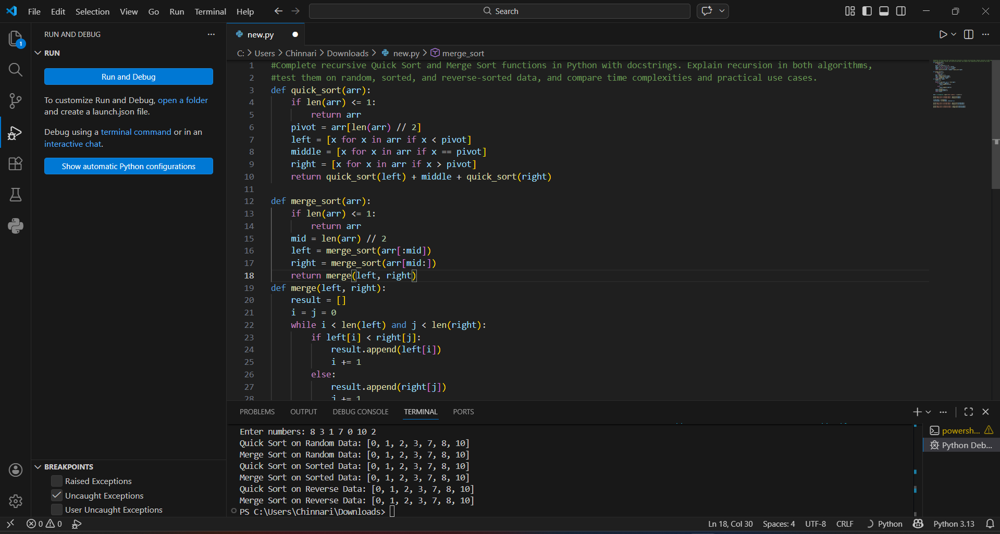 File Edit Selection View Go Run Terminal Help Search
RUN AND DEBUG
RUN
Run and Debug
To customize Run and Debug, open a folder
and create a launch.json file.
Debug using a terminal command or in an
interactive chat.
Show automatic Python configurations
BREAKPOINTS
Raised Exceptions
Uncaught Exceptions
User Uncaught Exceptions
1
new.py
C: > Users > Chinnari > Downloads > new.py > merge_sort
1 #Complete recursive Quick Sort and Merge Sort functions in Python with docstrings. Explain recursion in both algorithms,
2 #test them on random, sorted, and reverse-sorted data, and compare time complexities and practical use cases.
3 def quick_sort(arr):
4     if len(arr) <= 1:
5         return arr
6     pivot = arr[len(arr) // 2]
7     left = [x for x in arr if x < pivot]
8     middle = [x for x in arr if x == pivot]
9     right = [x for x in arr if x > pivot]
10     return quick_sort(left) + middle + quick_sort(right)
11
12 def merge_sort(arr):
13     if len(arr) <= 1:
14         return arr
15     mid = len(arr) // 2
16     left = merge_sort(arr[:mid])
17     right = merge_sort(arr[mid:])
18     return merge(left, right)
19 def merge(left, right):
20     result = []
21     i = j = 0
22     while i < len(left) and j < len(right):
23         if left[i] < right[j]:
24             result.append(left[i])
25             i += 1
26         else:
27             result.append(right[j])
28             j += 1
PROBLEMS OUTPUT DEBUG CONSOLE TERMINAL PORTS
Enter numbers: 8 3 1 7 0 10 2
Quick Sort on Random Data: [0, 1, 2, 3, 7, 8, 10]
Merge Sort on Random Data: [0, 1, 2, 3, 7, 8, 10]
Quick Sort on Sorted Data: [0, 1, 2, 3, 7, 8, 10]
Merge Sort on Sorted Data: [0, 1, 2, 3, 7, 8, 10]
Quick Sort on Reverse Data: [0, 1, 2, 3, 7, 8, 10]
Merge Sort on Reverse Data: [0, 1, 2, 3, 7, 8, 10]
PS C:\Users\Chinnari\Downloads>
powersh...
Python Deb...
0 0 Ln 18, Col 30 Spaces: 4 UTF-8 CRLF Python Python 3.13